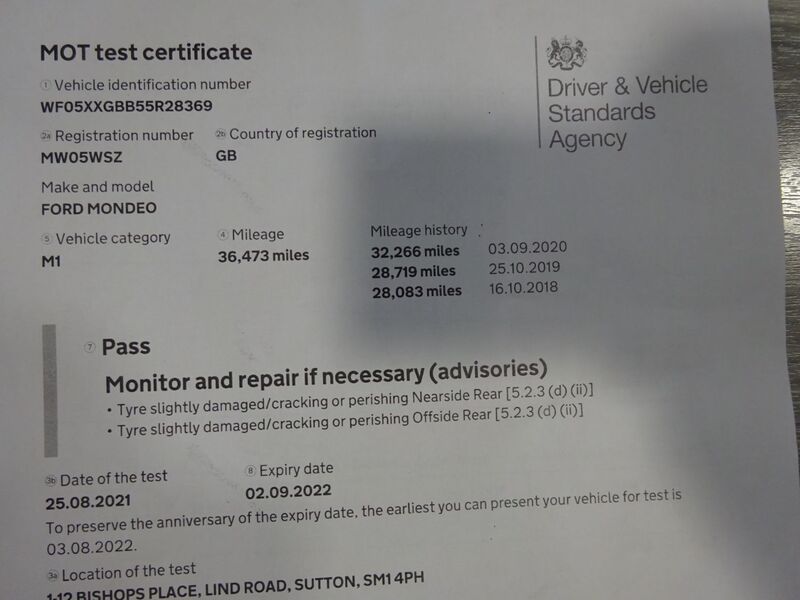 MOT test certificate
Driver & Vehicle
Standards
Agency
1 Vehicle identification number
WF05XXGBB55R28369
2a Registration number 2b Country of registration
MW05WSZ GB
Make and model
FORD MONDEO
5 Vehicle category 4 Mileage Mileage history
M1 36,473 miles 32,266 miles 03.09.2020
28,719 miles 25.10.2019
28,083 miles 16.10.2018
7 Pass
Monitor and repair if necessary (advisories)
• Tyre slightly damaged/cracking or perishing Nearside Rear [5.2.3 (d) (ii)]
• Tyre slightly damaged/cracking or perishing Offside Rear [5.2.3 (d) (ii)]
3b Date of the test 8 Expiry date
25.08.2021 02.09.2022
To preserve the anniversary of the expiry date, the earliest you can present your vehicle for test is
03.08.2022.
3a Location of the test
1-12 BISHOPS PLACE, LIND ROAD, SUTTON, SM1 4PH